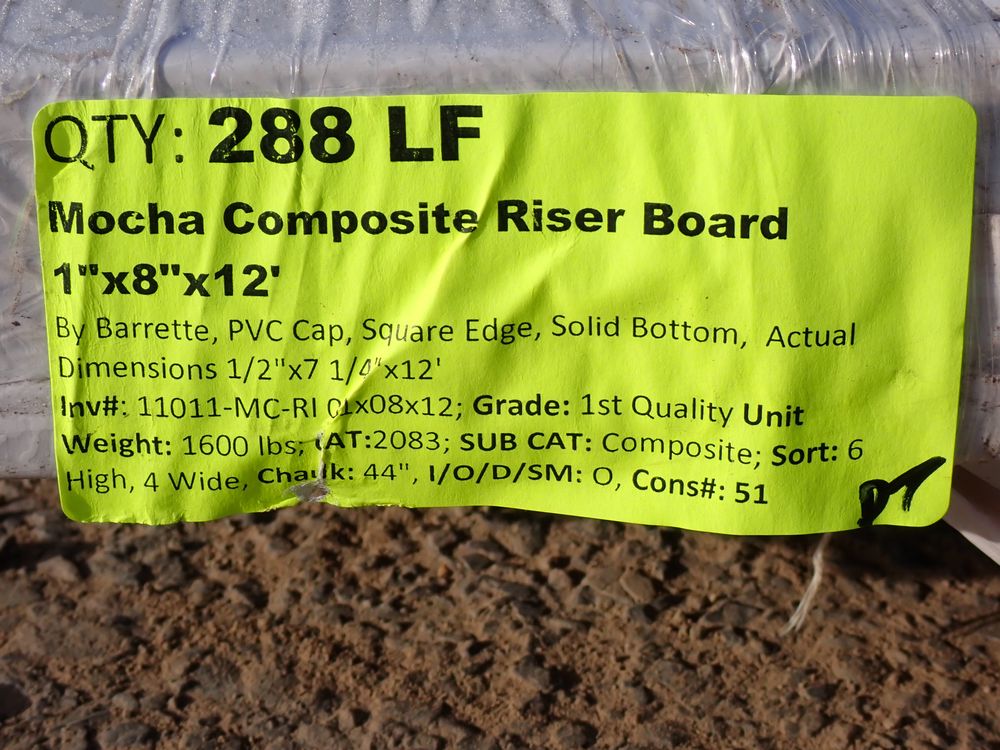 QTY: 288 LF
Mocha Composite Riser Board
1"x8"x12'
By Barrette, PVC Cap, Square Edge, Solid Bottom, Actual
Dimensions 1/2"x7 1/4"x12'
Inv#: 11011-MC-RI 01x08x12; Grade: 1st Quality Unit
Weight: 1600 lbs; CAT:2083; SUB CAT: Composite; Sort: 6
High, 4 Wide, Chaulk: 44", I/O/D/SM: O, Cons#: 51